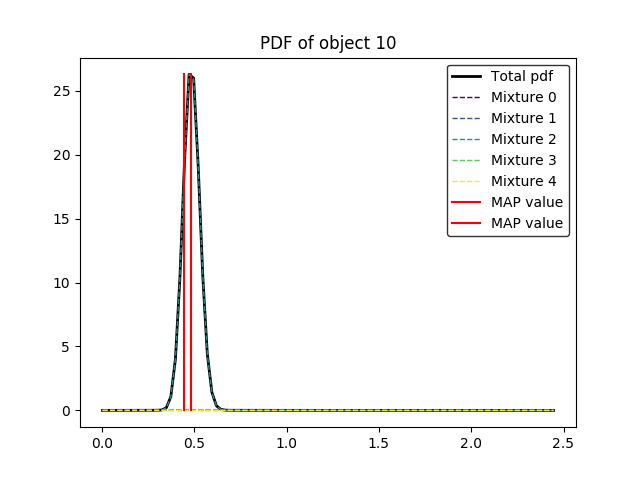 PDF of object 10
Total pdf
Mixture 0
Mixture 1
Mixture 2
Mixture 3
Mixture 4
MAP value
MAP value
25
20
15
10
5
0
0.0 0.5 1.0 1.5 2.0 2.5